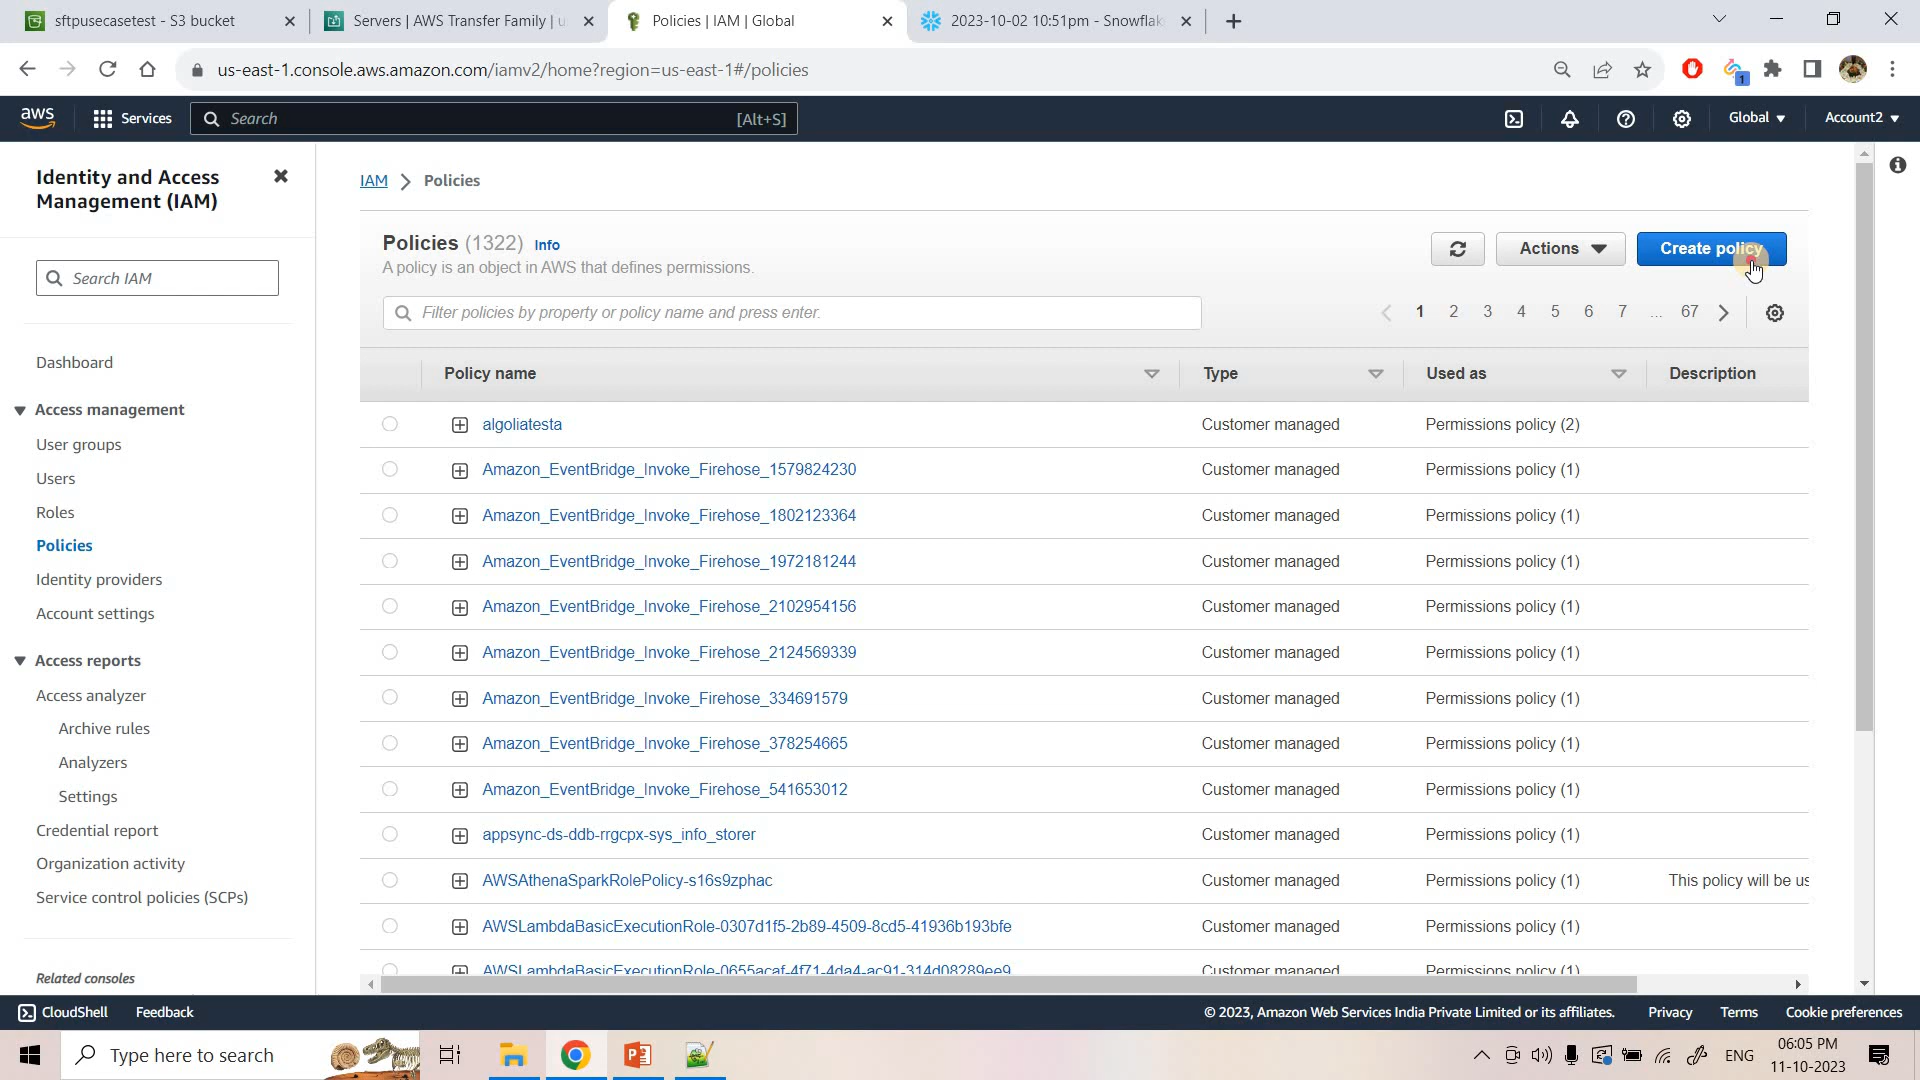 sftpusecasetest - S3 bucket
Servers | AWS Transfer Family | u
Policies | IAM | Global
2023-10-02 10:51pm - Snowflak
us-east-1.console.aws.amazon.com/iamv2/home?region=us-east-1#/policies
1
aws
Services
Search
[Alt+S]
Global
Account2
Identity and Access
Management (IAM)
Search IAM
Dashboard
Access management
User groups
Users
Roles
Policies
Identity providers
Account settings
Access reports
Access analyzer
Archive rules
Analyzers
Settings
Credential report
Organization activity
Service control policies (SCPs)
Related consoles
IAM > Policies
Policies (1322) Info
A policy is an object in AWS that defines permissions.
Actions
Create policy
Filter policies by property or policy name and press enter.
1 2 3 4 5 6 7 ... 67
Policy name Type Used as Description
algoliatesta Customer managed Permissions policy (2)
Amazon_EventBridge_Invoke_Firehose_1579824230 Customer managed Permissions policy (1)
Amazon_EventBridge_Invoke_Firehose_1802123364 Customer managed Permissions policy (1)
Amazon_EventBridge_Invoke_Firehose_1972181244 Customer managed Permissions policy (1)
Amazon_EventBridge_Invoke_Firehose_2102954156 Customer managed Permissions policy (1)
Amazon_EventBridge_Invoke_Firehose_2124569339 Customer managed Permissions policy (1)
Amazon_EventBridge_Invoke_Firehose_334691579 Customer managed Permissions policy (1)
Amazon_EventBridge_Invoke_Firehose_378254665 Customer managed Permissions policy (1)
Amazon_EventBridge_Invoke_Firehose_541653012 Customer managed Permissions policy (1)
appsync-ds-ddb-rrgcpx-sys_info_storer Customer managed Permissions policy (1)
AWSAthenaSparkRolePolicy-s16s9zphac Customer managed Permissions policy (1) This policy will be us
AWSLambdaBasicExecutionRole-0307d1f5-2b89-4509-8cd5-41936b193bfe Customer managed Permissions policy (1)
AWSLambdaBasicExecutionRole-0655acaf-4f71-4da4-ac91-314d08289ee9 Customer managed Permissions policy (1)
CloudShell
Feedback
© 2023, Amazon Web Services India Private Limited or its affiliates.
Privacy
Terms
Cookie preferences
Type here to search
ENG
06:05 PM
11-10-2023